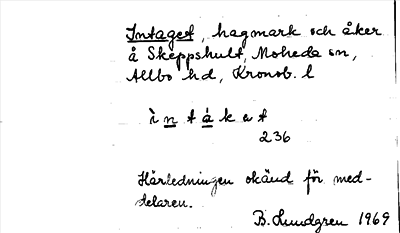 Intaget, hagmark och åker
å Skeppshult, Moheda sn,
Allbo hd, Kronob. l
ì n t á k e t
236
Härledningen okänd för med-
delaren.
B. Lundgren 1969